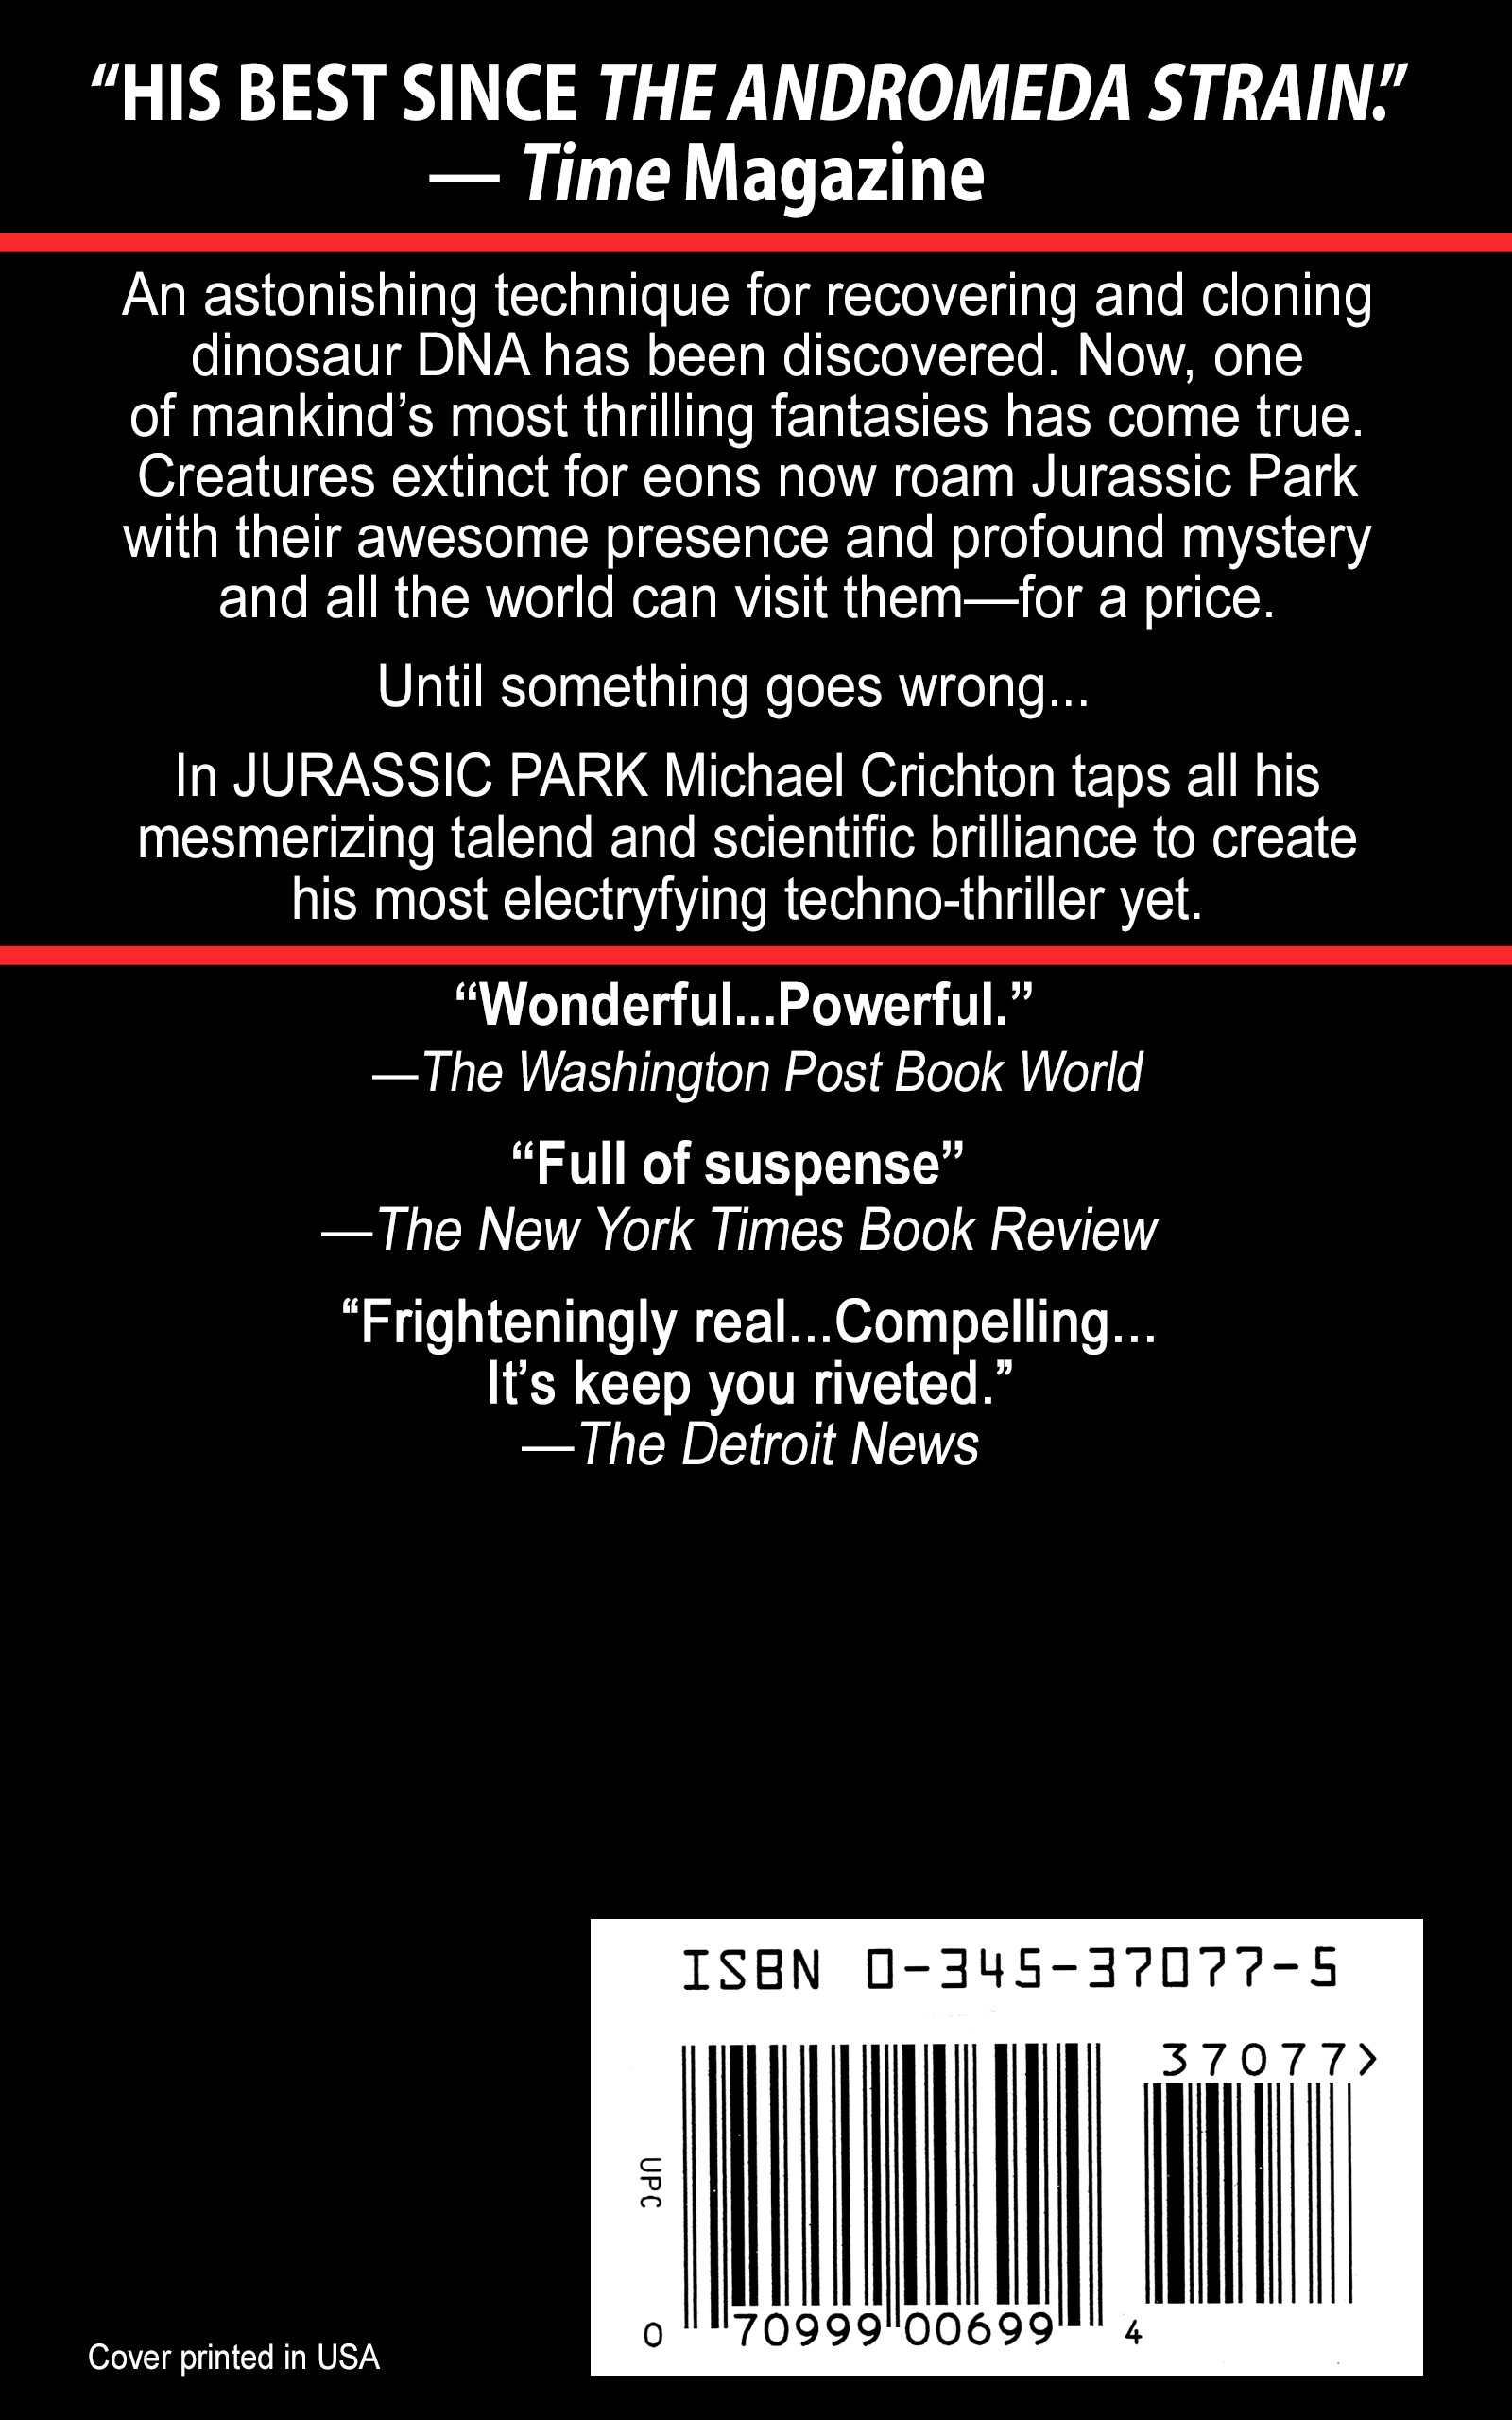 “HIS BEST SINCE THE ANDROMEDA STRAIN.”
— Time Magazine
An astonishing technique for recovering and cloning
dinosaur DNA has been discovered. Now, one
of mankind’s most thrilling fantasies has come true.
Creatures extinct for eons now roam Jurassic Park
with their awesome presence and profound mystery
and all the world can visit them—for a price.
Until something goes wrong...
In JURASSIC PARK Michael Crichton taps all his
mesmerizing talend and scientific brilliance to create
his most electryfying techno-thriller yet.
“Wonderful...Powerful.”
—The Washington Post Book World
“Full of suspense”
—The New York Times Book Review
“Frighteningly real...Compelling...
It’s keep you riveted.”
—The Detroit News
ISBN 0-345-37077-5
37077>
UPC
0 70999 00699 4
Cover printed in USA